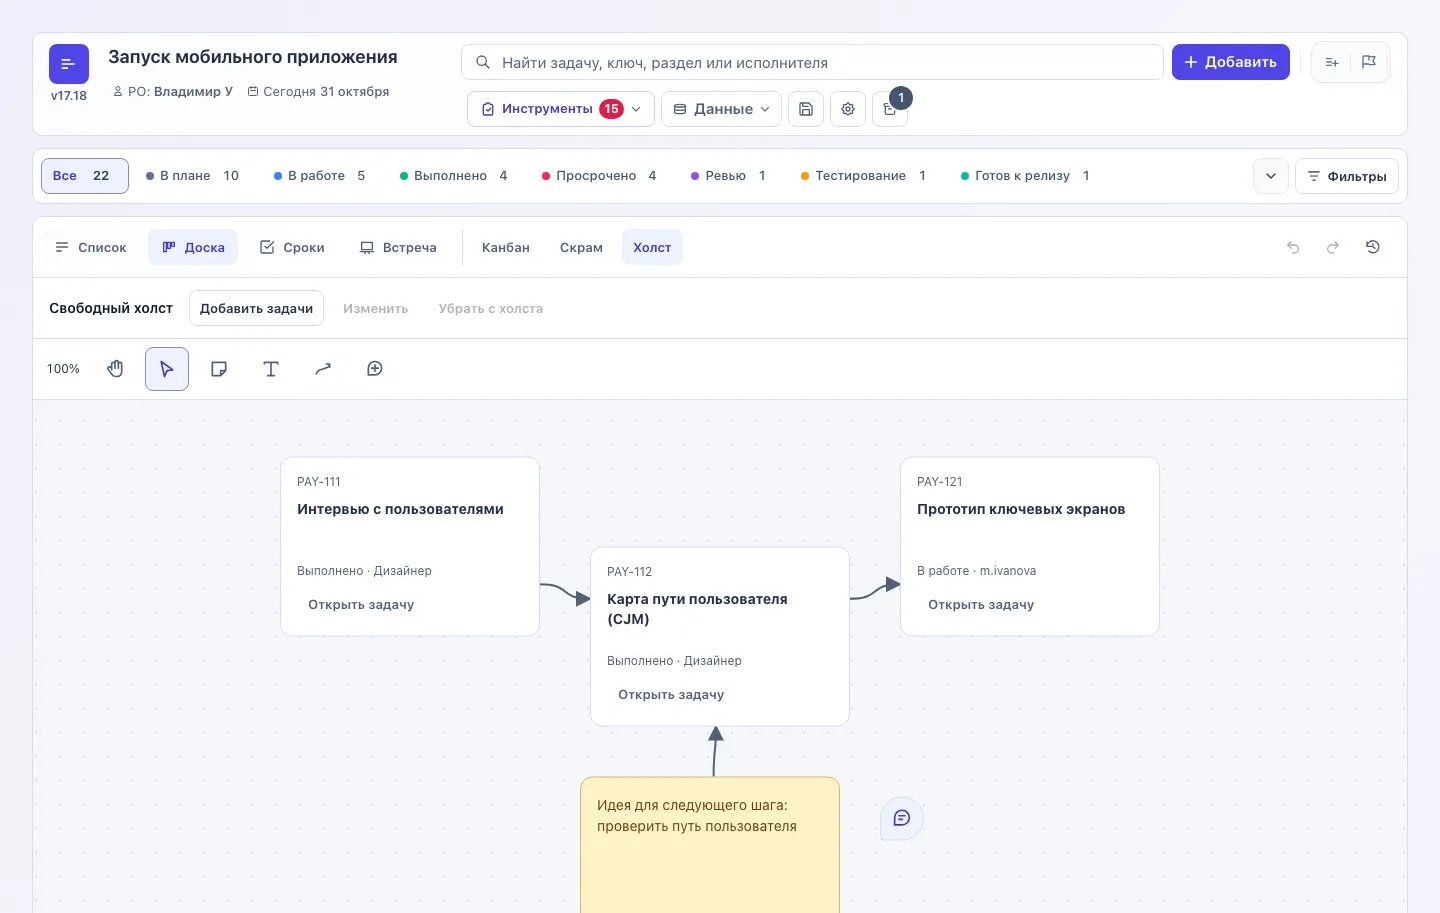 Запуск мобильного приложения
v17.18
PO: Владимир У
Сегодня 31 октября
Найти задачу, ключ, раздел или исполнителя
Добавить
Инструменты 15
Данные
1
Все 22
В плане 10
В работе 5
Выполнено 4
Просрочено 4
Ревью 1
Тестирование 1
Готов к релизу 1
Фильтры
Список
Доска
Сроки
Встреча
Канбан
Скрам
Холст
Свободный холст
Добавить задачи
Изменить
Убрать с холста
100%
PAY-111
Интервью с пользователями
Выполнено · Дизайнер
Открыть задачу
PAY-112
Карта пути пользователя
(CJM)
Выполнено · Дизайнер
Открыть задачу
PAY-121
Прототип ключевых экранов
В работе · m.ivanova
Открыть задачу
Идея для следующего шага:
проверить путь пользователя